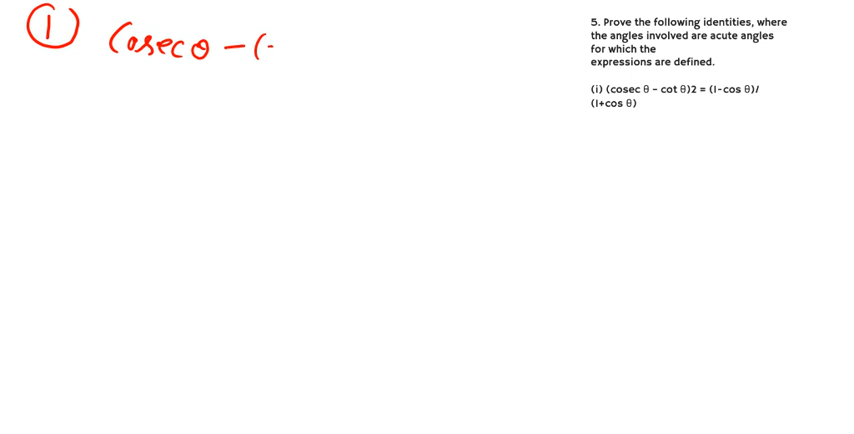 ① Cosec θ - (
5. Prove the following identities, where
the angles involved are acute angles
for which the
expressions are defined.
(i) (cosec θ - cot θ)2 = (1-cos θ)/
(1+cos θ)